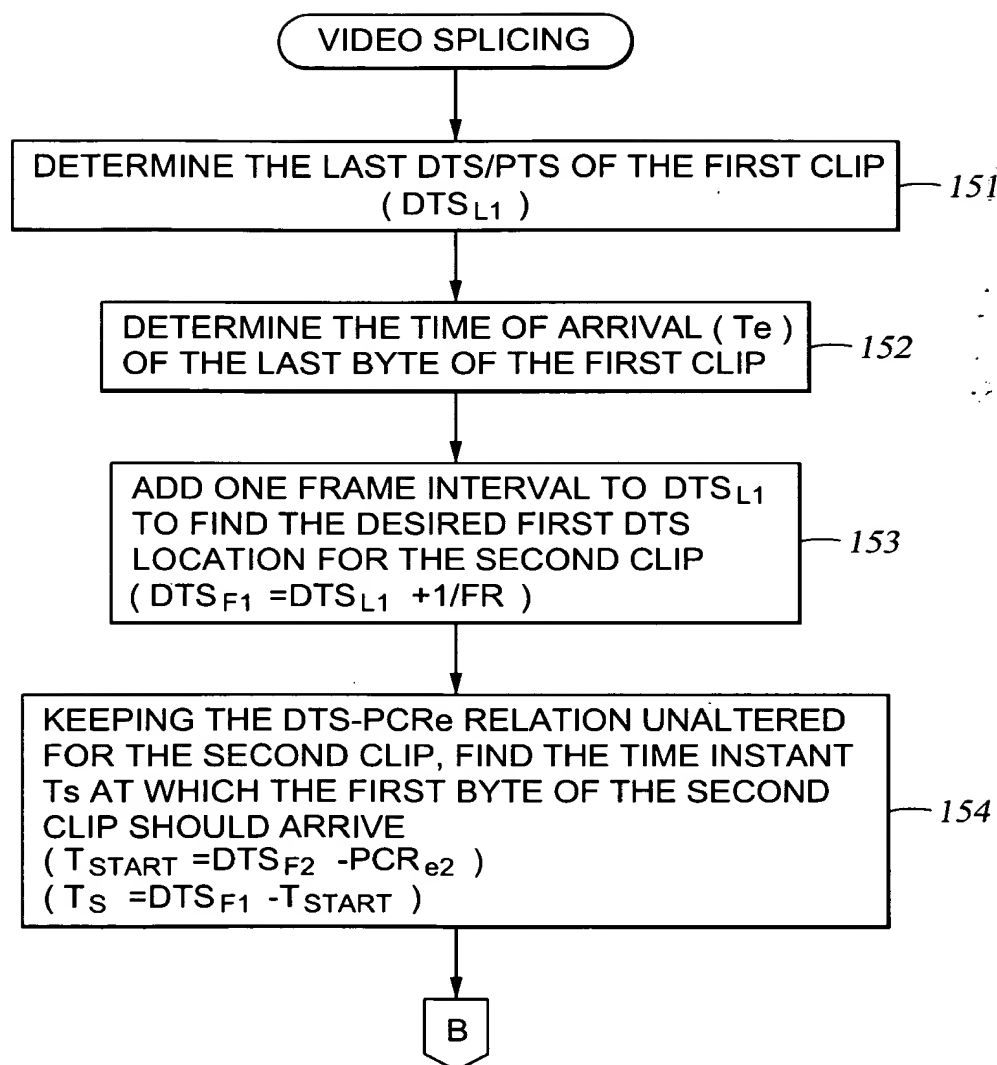 VIDEO SPLICING
DETERMINE THE LAST DTS/PTS OF THE FIRST CLIP
( DTSL1 )
151
DETERMINE THE TIME OF ARRIVAL ( Te )
OF THE LAST BYTE OF THE FIRST CLIP
152
ADD ONE FRAME INTERVAL TO DTSL1
TO FIND THE DESIRED FIRST DTS
LOCATION FOR THE SECOND CLIP
( DTSF1 =DTSL1 +1/FR )
153
KEEPING THE DTS-PCRe RELATION UNALTERED
FOR THE SECOND CLIP, FIND THE TIME INSTANT
Ts AT WHICH THE FIRST BYTE OF THE SECOND
CLIP SHOULD ARRIVE
( TSTART =DTSF2 -PCRe2 )
( TS =DTSF1 -TSTART )
154
B